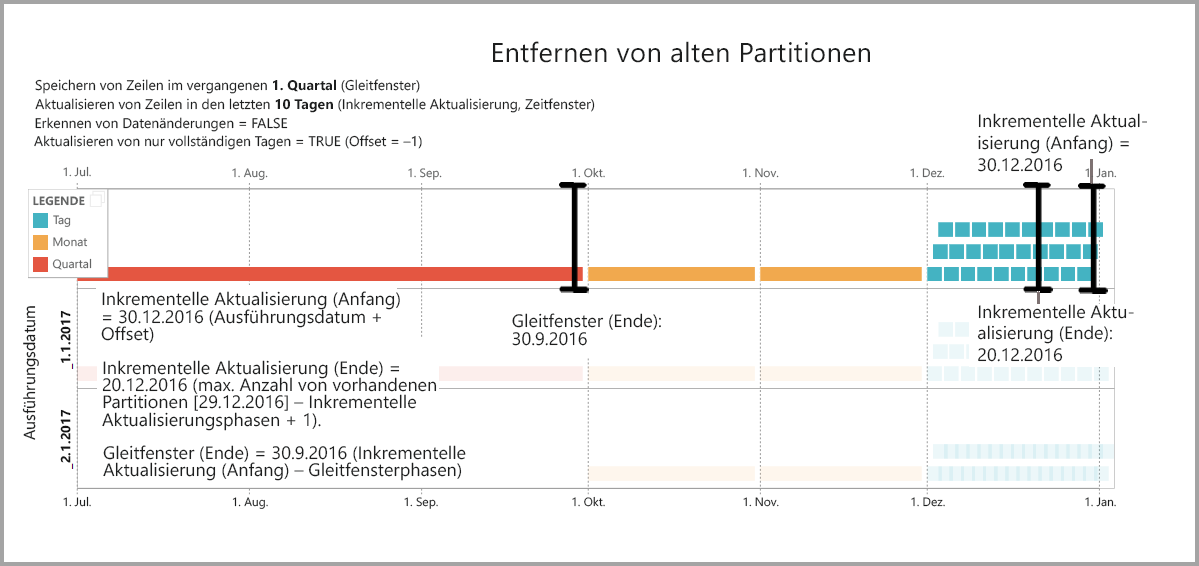 Entfernen von alten Partitionen
Speichern von Zeilen im vergangenen 1. Quartal (Gleitfenster)
Aktualisieren von Zeilen in den letzten 10 Tagen (Inkrementelle Aktualisierung, Zeitfenster)
Erkennen von Datenänderungen = FALSE
Aktualisieren von nur vollständigen Tagen = TRUE (Offset = –1)
Inkrementelle Aktual-
isierung (Anfang) =
30.12.2016
1. Jul. 1. Aug. 1. Sep. 1. Okt. 1. Nov. 1. Dez. 1. Jan.
LEGENDE
Tag
Monat
Quartal
Ausführungsdatum
1.1.2017
2.1.2017
Inkrementelle Aktualisierung (Anfang)
= 30.12.2016 (Ausführungsdatum +
Offset)
Gleitfenster (Ende):
30.9.2016
Inkrementelle Aktu-
alisierung (Ende):
20.12.2016
Inkrementelle Aktualisierung (Ende) =
20.12.2016 (max. Anzahl von vorhandenen
Partitionen [29.12.2016] – Inkrementelle
Aktualisierungsphasen + 1).
Gleitfenster (Ende) = 30.9.2016 (Inkrementelle
Aktualisierung (Anfang) – Gleitfensterphasen)
1. Jul. 1. Aug. 1. Sep. 1. Okt. 1. Nov. 1. Dez. 1. Jan.